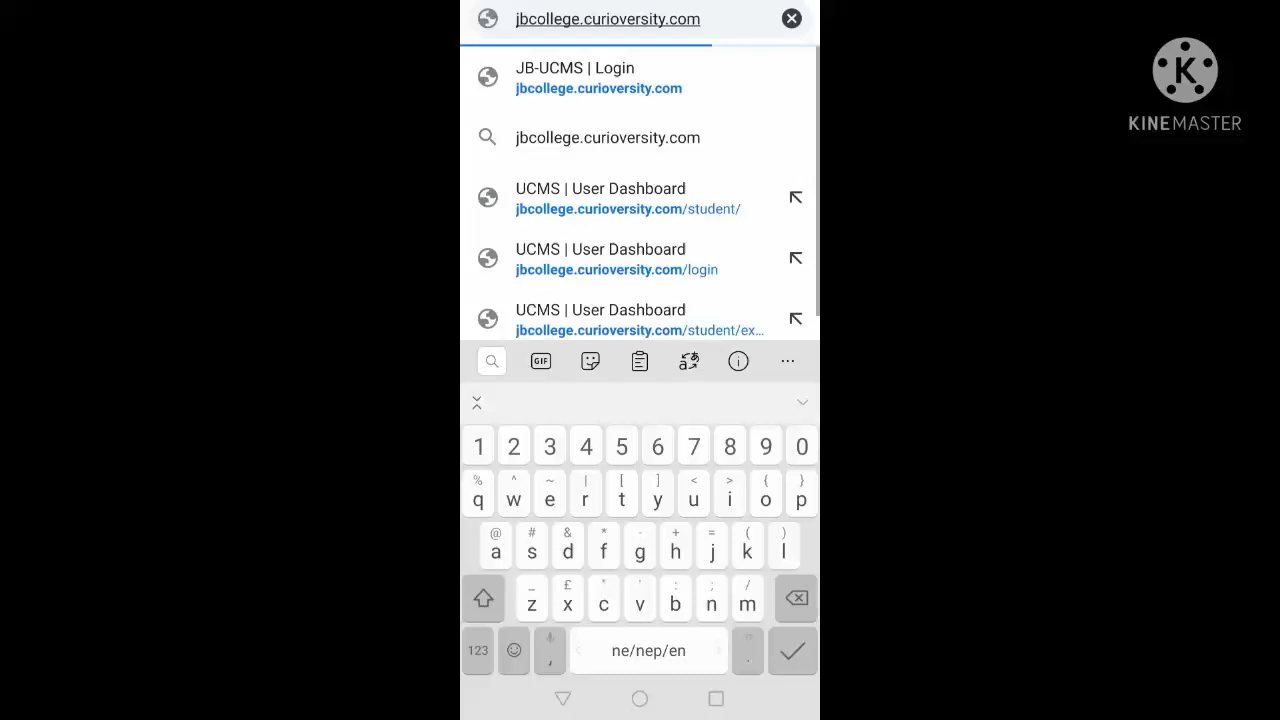 jbcollege.curioversity.com
JB-UCMS | Login
jbcollege.curioversity.com
jbcollege.curioversity.com
UCMS | User Dashboard
jbcollege.curioversity.com/student/
UCMS | User Dashboard
jbcollege.curioversity.com/login
UCMS | User Dashboard
jbcollege.curioversity.com/student/ex...
GIF
1 2 3 4 5 6 7 8 9 0
% ^ ~ | [ ] < > { }
q w e r t y u i o p
@ # & * - + = ( )
a s d f g h j k l
_ £ " ' : ; /
z x c v b n m
123 , ne/nep/en .
K
KINEMASTER